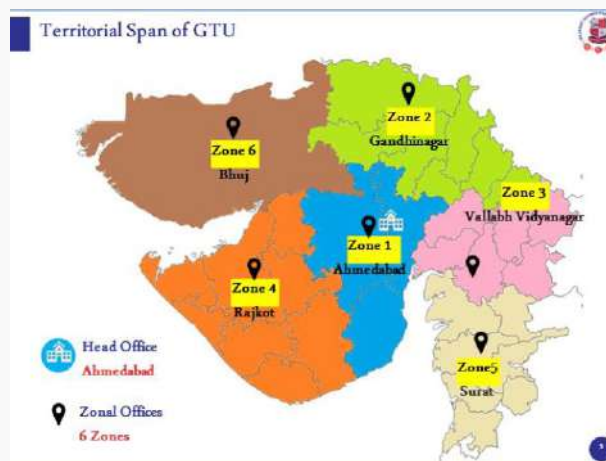 Territorial Span of GTU
Zone 2
Gandhinagar
Zone 6
Bhuj
Zone 3
Vallabh Vidyanagar
Zone 1
Ahmedabad
Zone 4
Rajkot
Zone5
Surat
Head Office
Ahmedabad
Zonal Offices
6 Zones